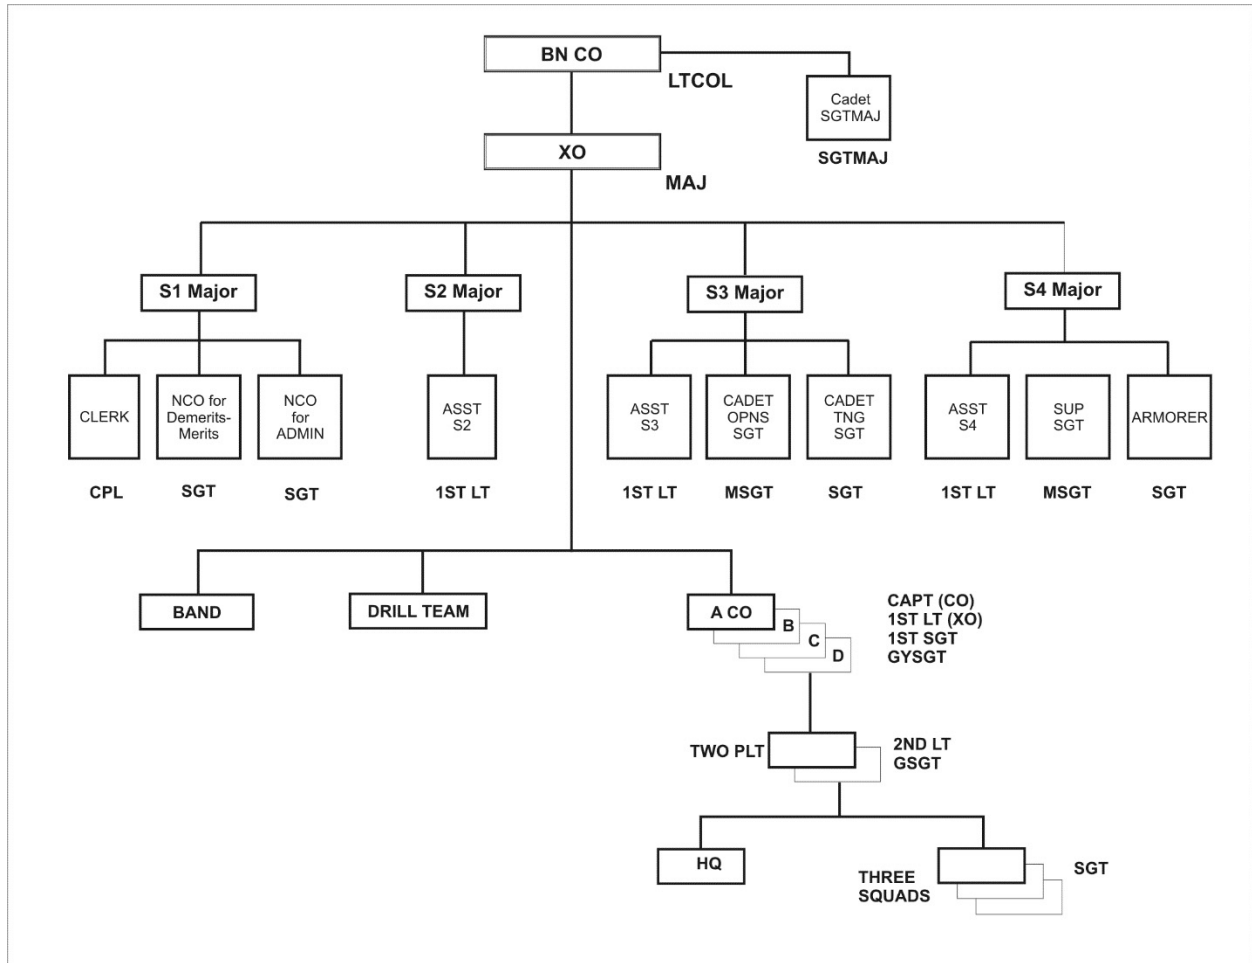 BN CO
LTCOL
Cadet
SGTMAJ
SGTMAJ
XO
MAJ
S1 Major
S2 Major
S3 Major
S4 Major
CLERK
NCO for
Demerits-
Merits
NCO
for
ADMIN
ASST
S2
ASST
S3
CADET
OPNS
SGT
CADET
TNG
SGT
ASST
S4
SUP
SGT
ARMORER
CPL
SGT
SGT
1ST LT
1ST LT
MSGT
SGT
1ST LT
MSGT
SGT
BAND
DRILL TEAM
A CO
B
C
D
CAPT (CO)
1ST LT (XO)
1ST SGT
GYSGT
TWO PLT
2ND LT
GSGT
HQ
THREE
SQUADS
SGT